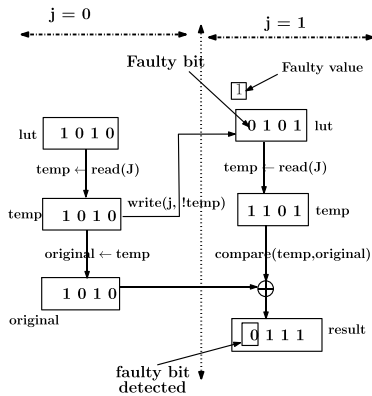 j = 0
j = 1
Faulty bit
Faulty value
1
lut 1 0 1 0
0 1 0 1 lut
temp ← read(J)
temp ← read(J)
temp 1 0 1 0
write(j, !temp)
1 1 0 1 temp
original ← temp
compare(temp,original)
1 0 1 0
original
0 1 1 1 result
faulty bit
detected